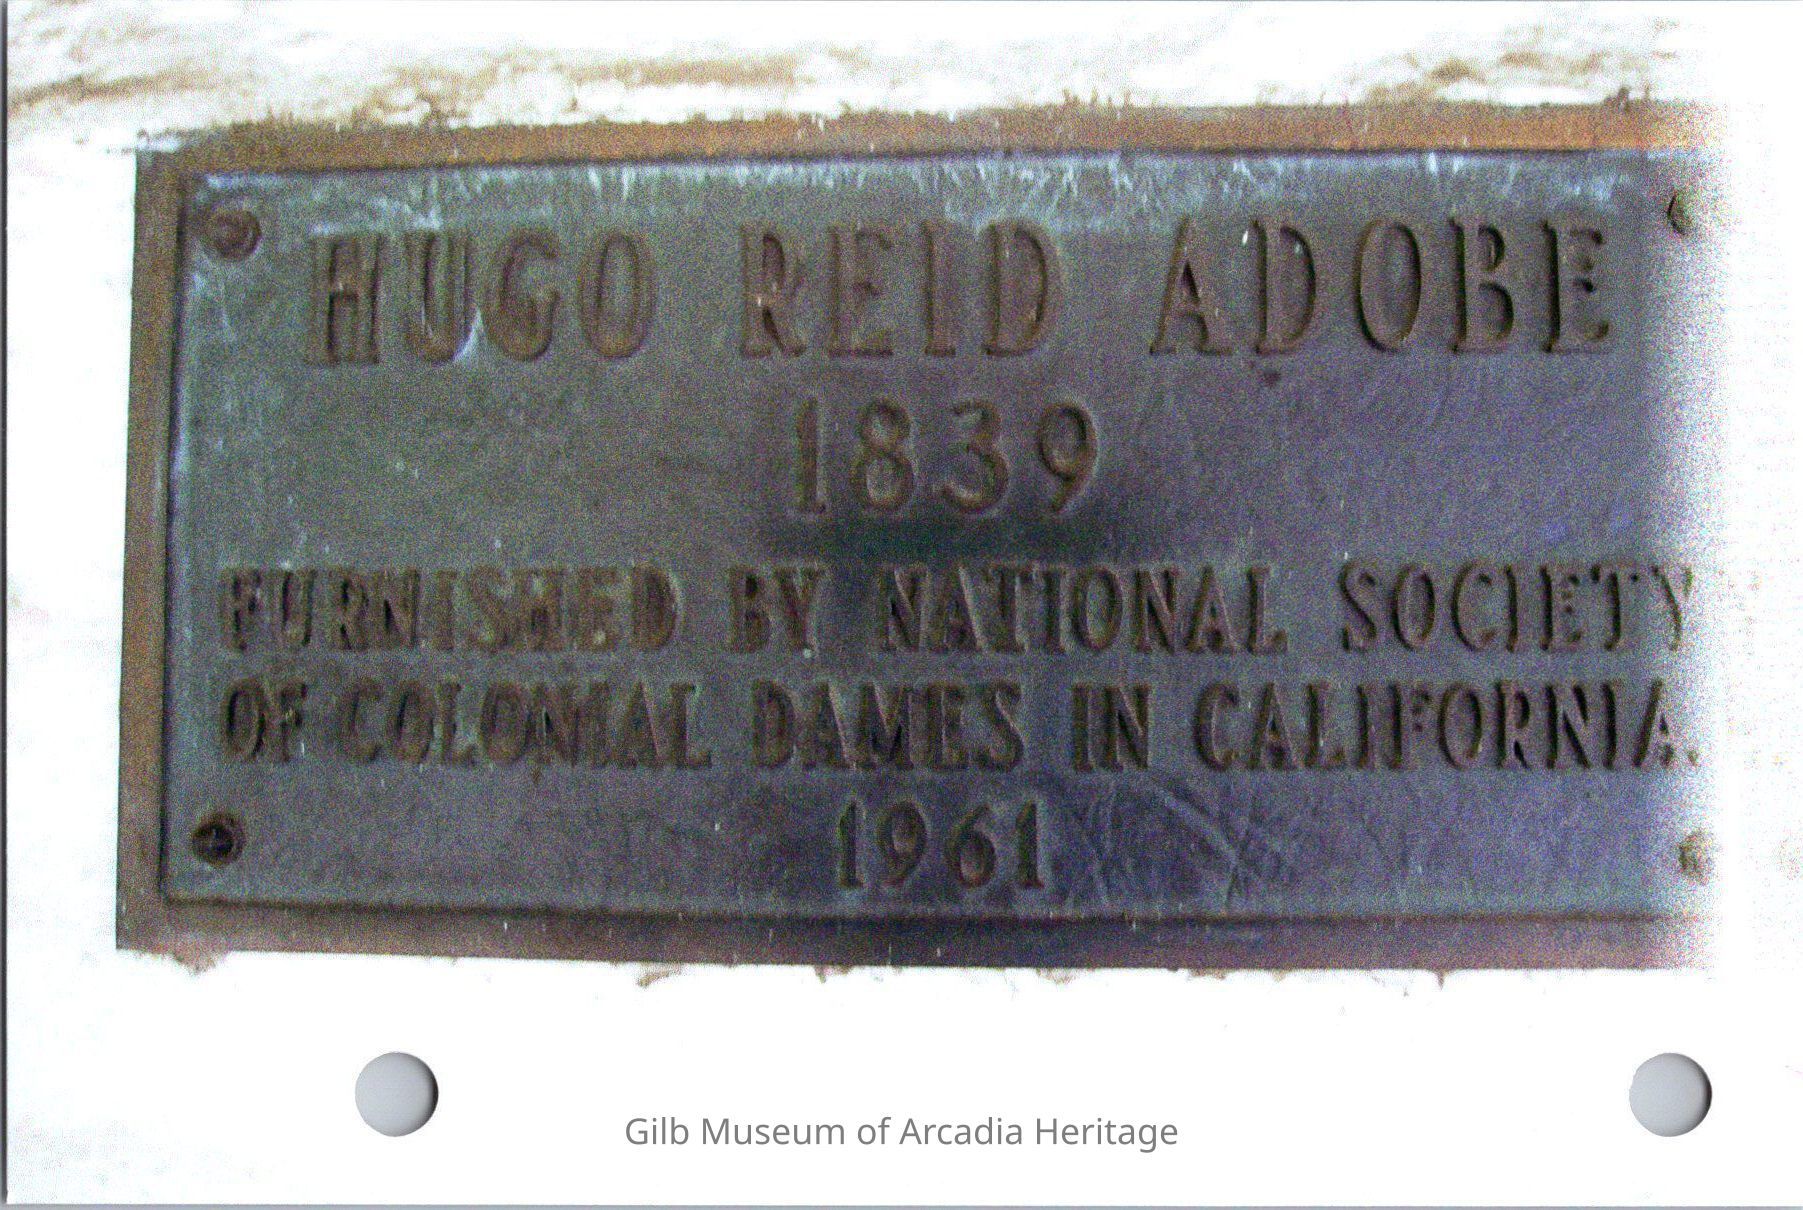 HUGO REID ADOBE
1839
FURNISHED BY NATIONAL SOCIETY
OF COLONIAL DAMES IN CALIFORNIA.
1961
Gilb Museum of Arcadia Heritage